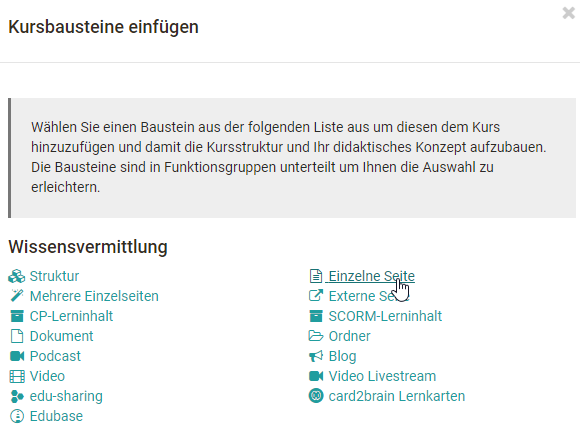 Kursbausteine einfügen
Wählen Sie einen Baustein aus der folgenden Liste aus um diesen dem Kurs
hinzuzufügen und damit die Kursstruktur und Ihr didaktisches Konzept aufzubauen.
Die Bausteine sind in Funktionsgruppen unterteilt um Ihnen die Auswahl zu
erleichtern.
Wissensvermittlung
Struktur
Einzelne Seite
Mehrere Einzelseiten
Externe Seite
CP-Lerninhalt
SCORM-Lerninhalt
Dokument
Ordner
Podcast
Blog
Video
Video Livestream
edu-sharing
card2brain Lernkarten
Edubase